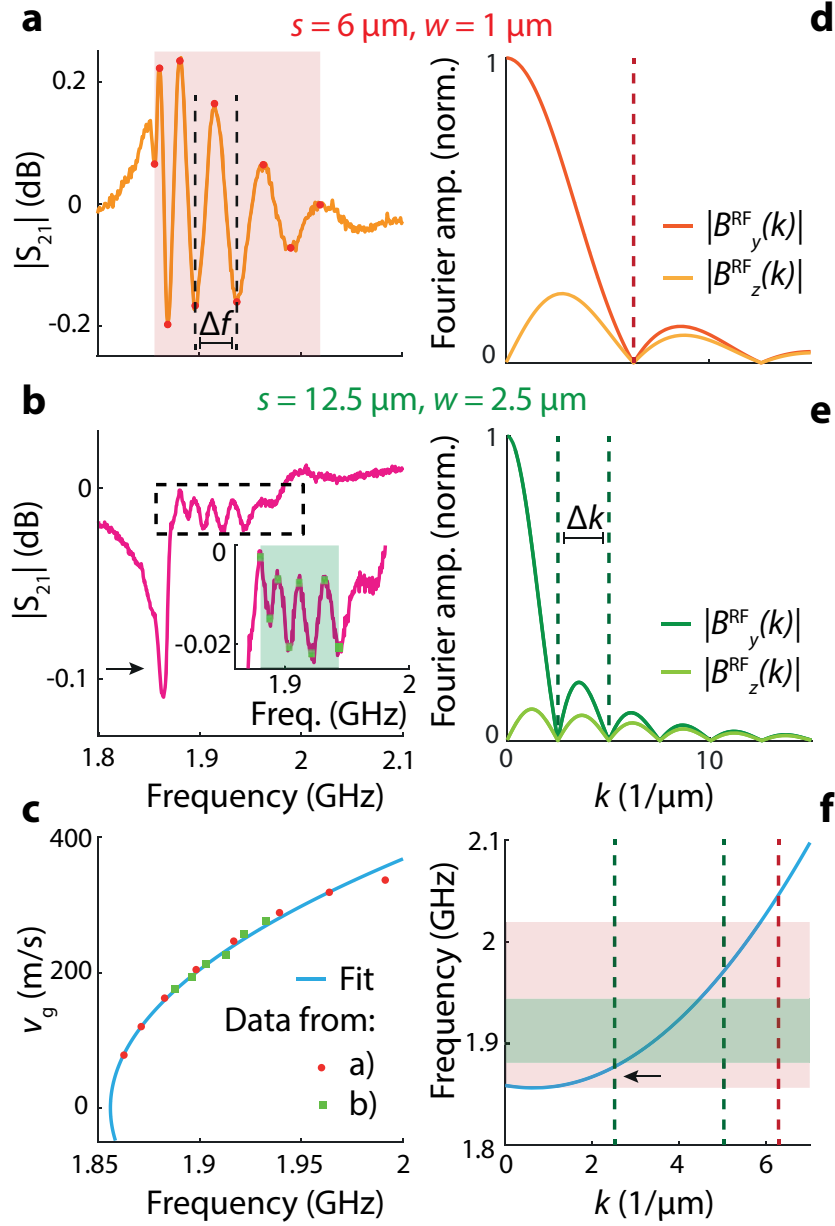 s = 6 µm, w = 1 µm
a
0.2
0
-0.2
|S21| (dB)
Δf
d
1
0
10
Fourier amp. (norm.)
|B^RF_y(k)|
|B^RF_z(k)|
s = 12.5 µm, w = 2.5 µm
b
0
-0.1
|S21| (dB)
0
-0.02
1.9
2
Freq. (GHz)
1.8
1.9
2
2.1
Frequency (GHz)
e
1
0
Δk
Fourier amp. (norm.)
|B^RF_y(k)|
|B^RF_z(k)|
0
10
k (1/µm)
c
400
200
0
vg (m/s)
Fit
Data from:
a)
b)
1.85
1.9
1.95
2
Frequency (GHz)
f
2.1
2
1.9
1.8
Frequency (GHz)
0
2
4
6
k (1/µm)